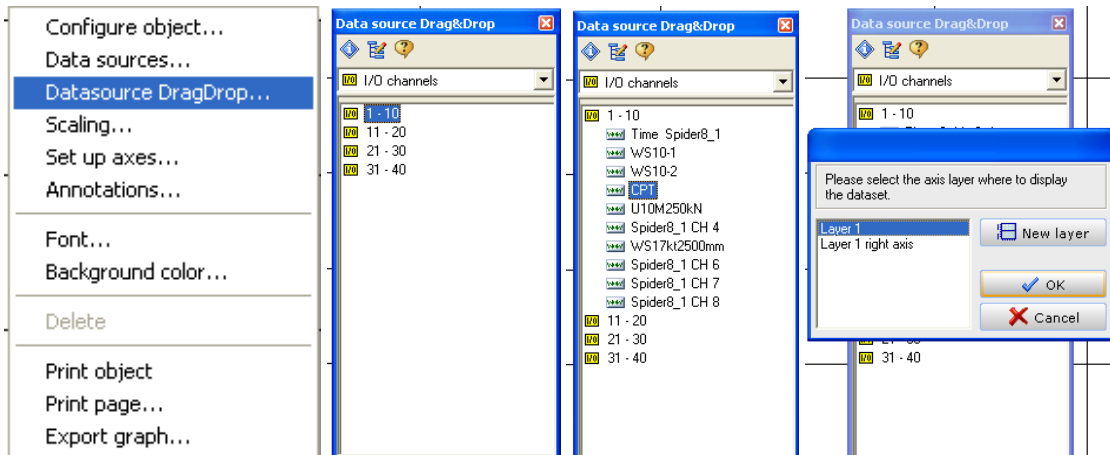 Configure object...
Data sources...
Datasource DragDrop...
Scaling...
Set up axes...
Annotations...
Font...
Background color...
Delete
Print object
Print page...
Export graph...
Data source Drag&Drop
I/O channels
1 - 10
11 - 20
21 - 30
31 - 40
Data source Drag&Drop
I/O channels
1 - 10
Time Spider8_1
WS10-1
WS10-2
CPT
U10M250kN
Spider8_1 CH 4
WS17kt2500mm
Spider8_1 CH 6
Spider8_1 CH 7
Spider8_1 CH 8
11 - 20
21 - 30
31 - 40
Data source Drag&Drop
I/O channels
1 - 10
Please select the axis layer where to display
the dataset.
Layer 1
Layer 1 right axis
New layer
OK
Cancel
31 - 40